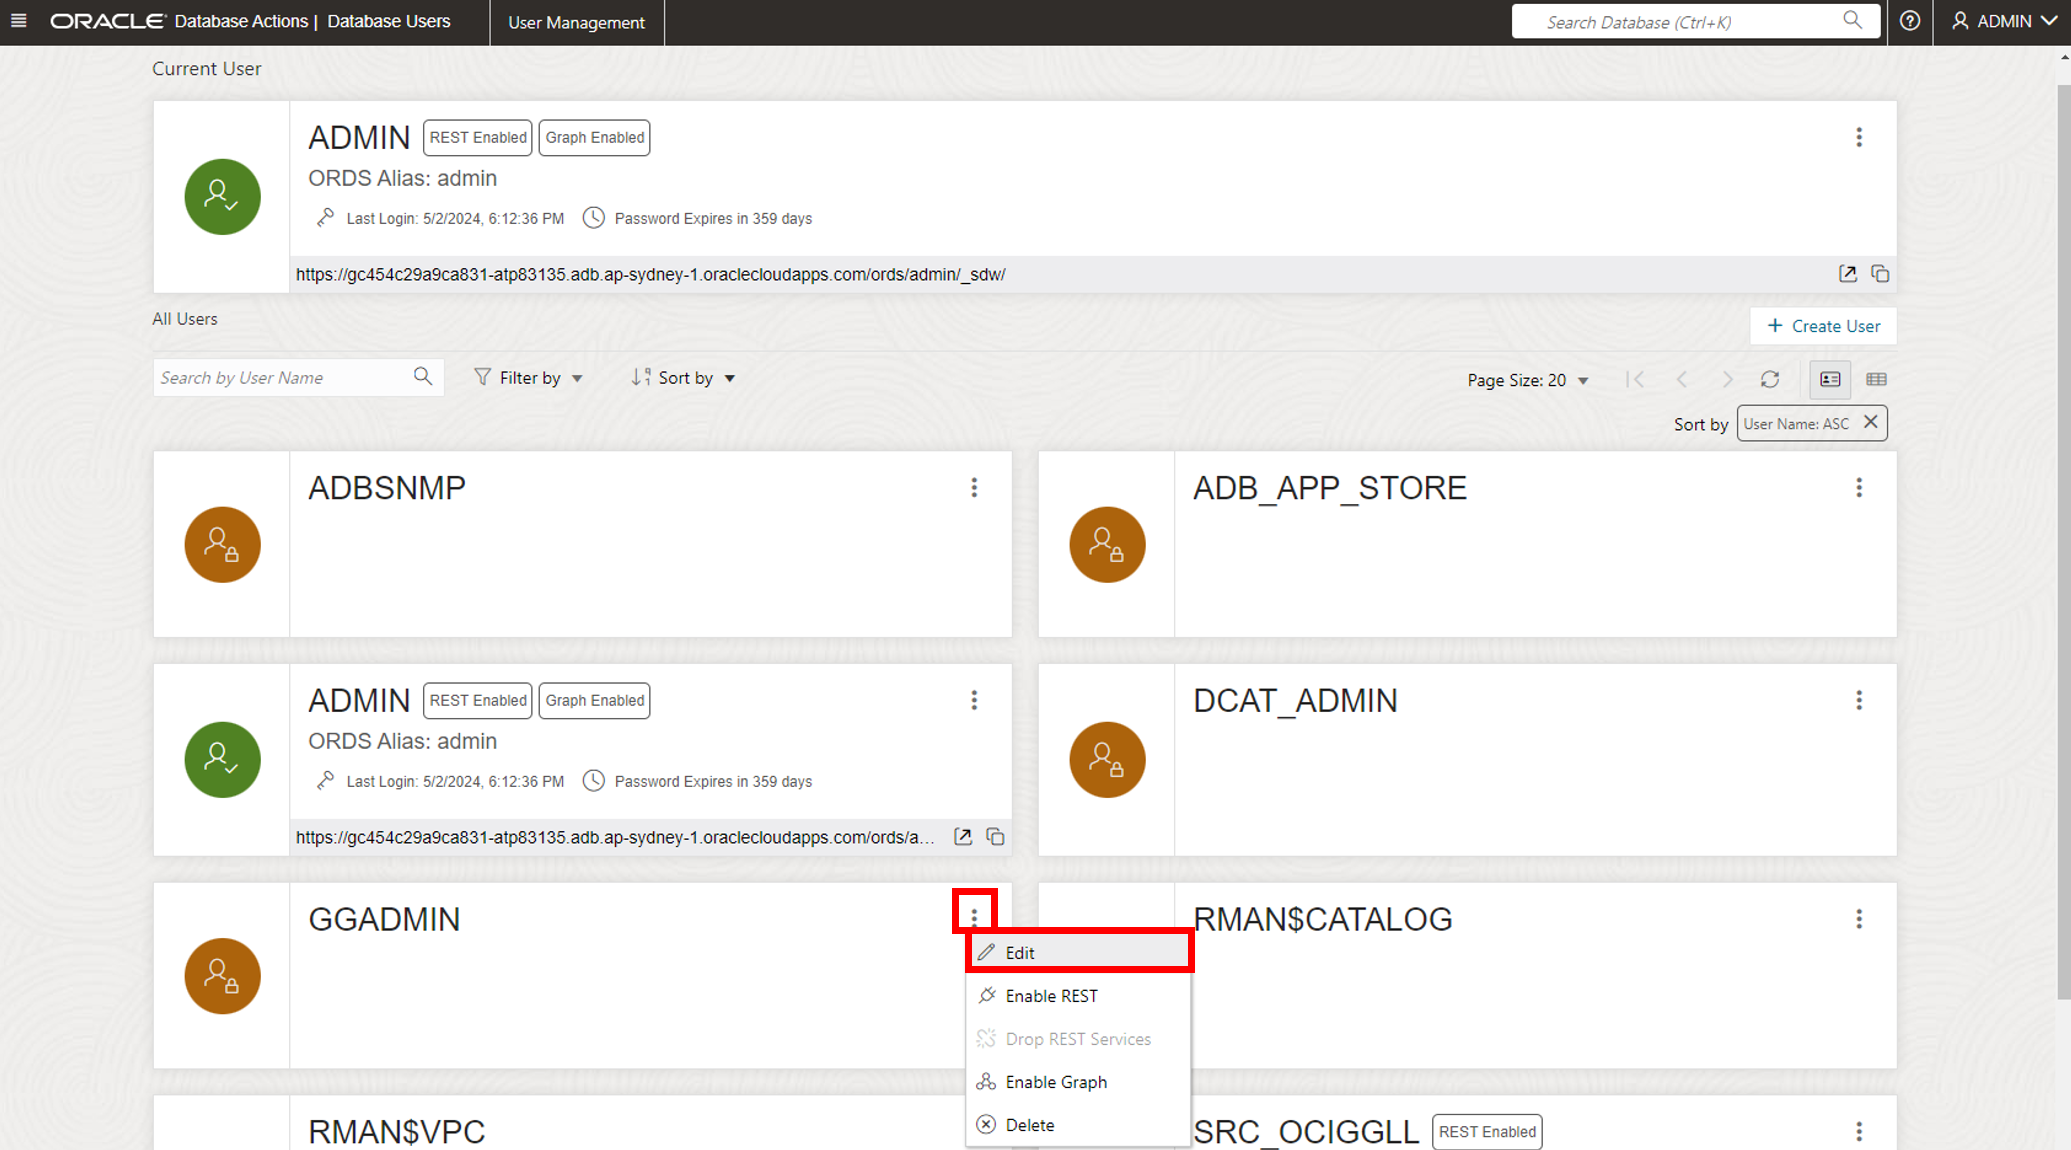 ORACLE Database Actions | Database Users
User Management
Search Database (Ctrl+K)
ADMIN
Current User
ADMIN REST Enabled Graph Enabled
ORDS Alias: admin
Last Login: 5/2/2024, 6:12:36 PM Password Expires in 359 days
https://gc454c29a9ca831-atp83135.adb.ap-sydney-1.oraclecloudapps.com/ords/admin/_sdw/
All Users
+ Create User
Search by User Name
Filter by
Sort by
Page Size: 20
Sort by User Name: ASC
ADBSNMP
ADB_APP_STORE
ADMIN REST Enabled Graph Enabled
ORDS Alias: admin
Last Login: 5/2/2024, 6:12:36 PM Password Expires in 359 days
https://gc454c29a9ca831-atp83135.adb.ap-sydney-1.oraclecloudapps.com/ords/a...
DCAT_ADMIN
GGADMIN
RMAN$CATALOG
Edit
Enable REST
Drop REST Services
Enable Graph
Delete
RMAN$VPC
SRC_OCIGGLL REST Enabled